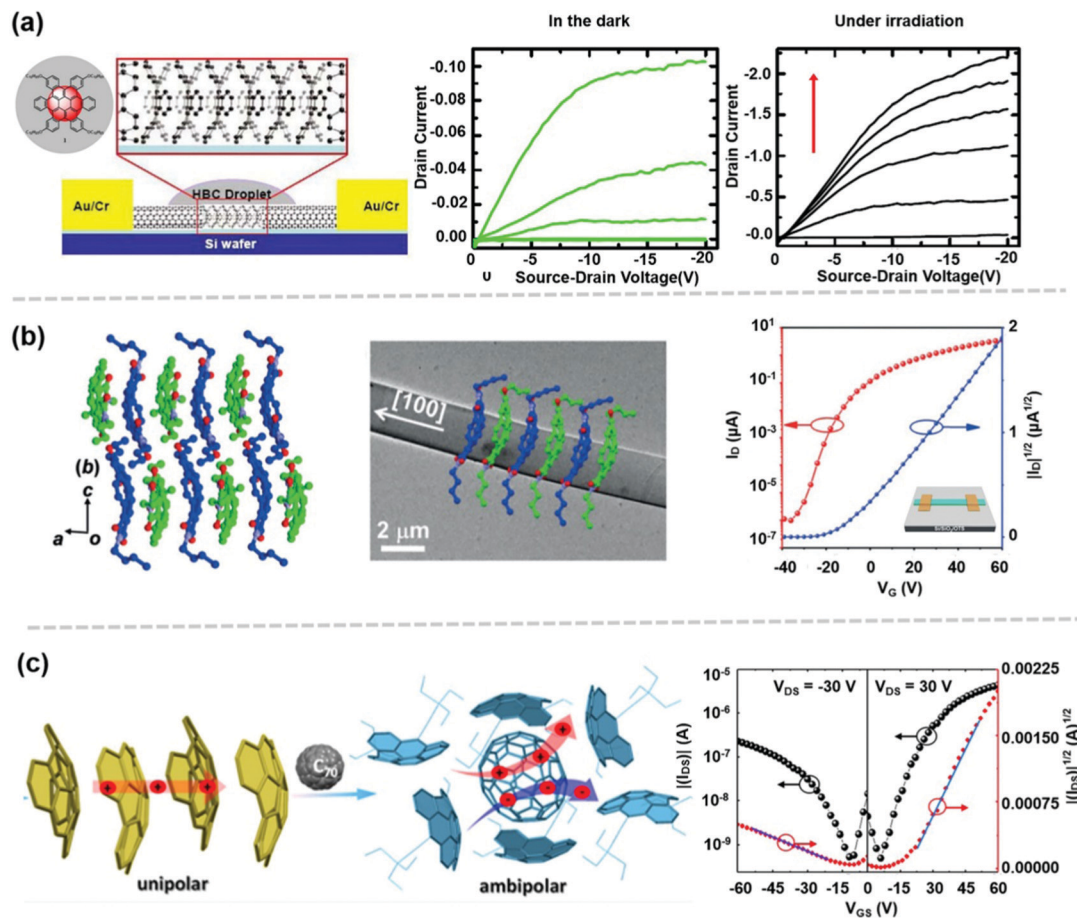 (a)
In the dark
Under irradiation
1
HBC Droplet
Au/Cr
Au/Cr
Si wafer
Drain Current
-0.10
-0.08
-0.06
-0.04
-0.02
0.00
0
0
-5
-10
-15
-20
Source-Drain Voltage(V)
Drain Current
-2.0
-1.5
-1.0
-0.5
-0.0
0
-5
-10
-15
-20
Source-Drain Voltage(V)
(b)
(b)
c
a
o
[100]
2 μm
I_D (μA)
10^1
10^-1
10^-3
10^-5
10^-7
-40
-20
0
20
40
60
V_G (V)
2
1
0
|I_D|^1/2 (μA^1/2)
(c)
C_70
unipolar
ambipolar
V_DS = -30 V
V_DS = 30 V
|(I_DS)| (A)
10^-5
10^-6
10^-7
10^-8
10^-9
-60
-45
-30
-15
0
15
30
45
60
V_GS (V)
0.00225
0.00150
0.00075
0.00000
|(I_DS)|^1/2 (A)^1/2